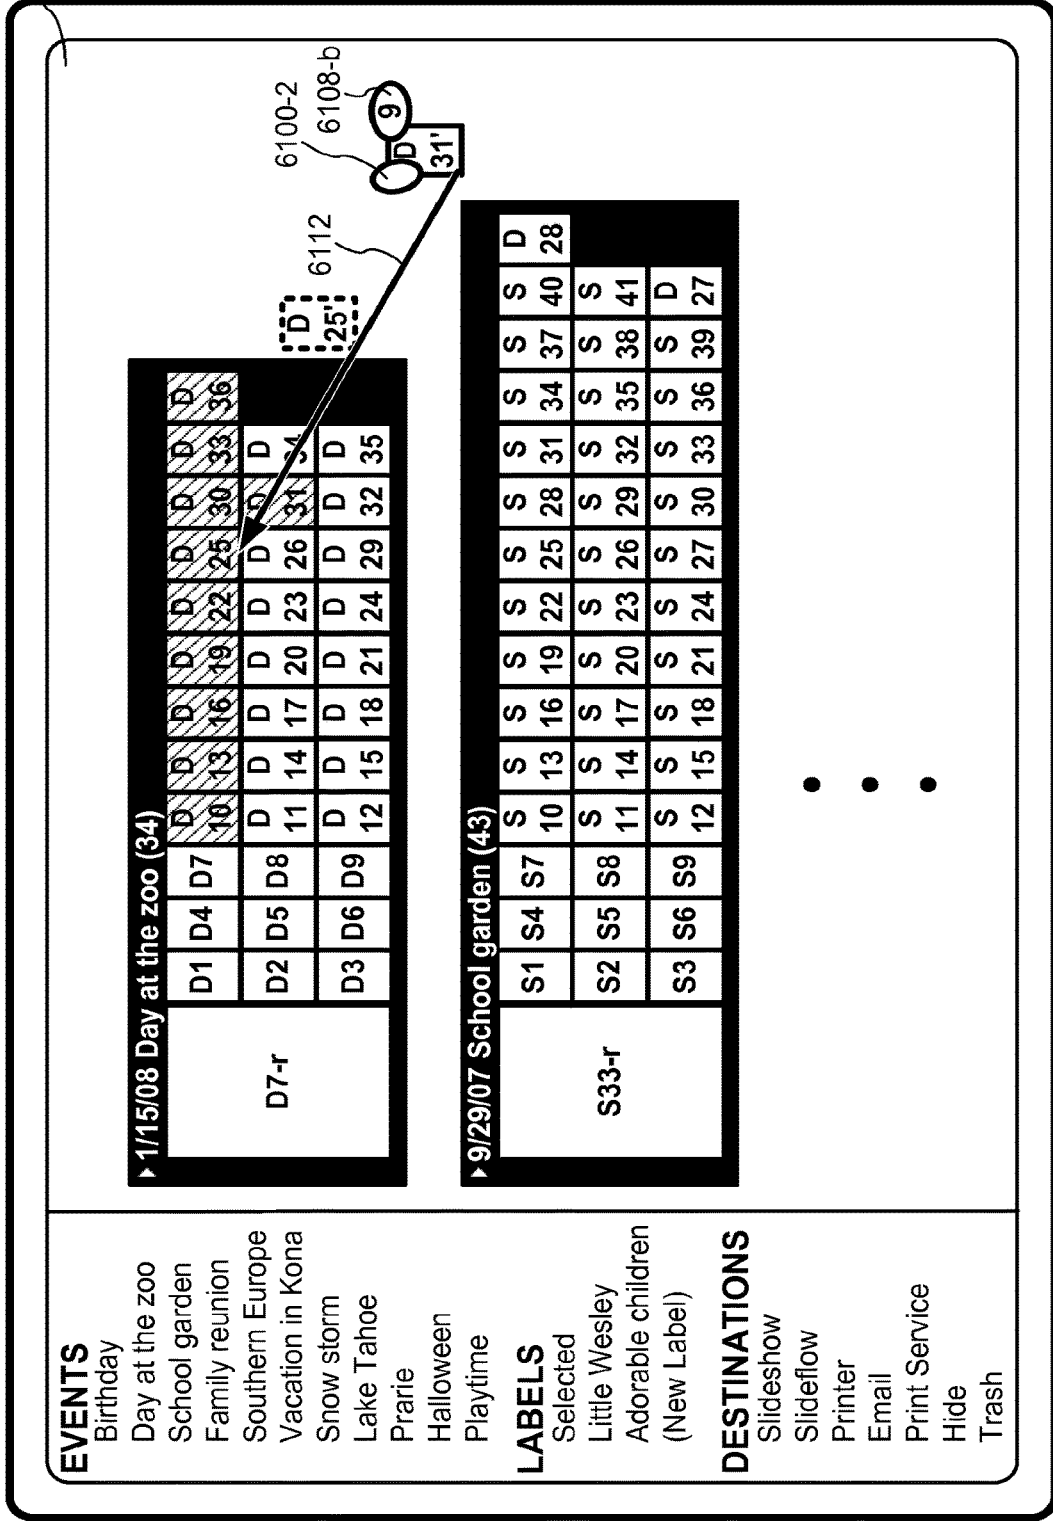 EVENTS
Birthday
Day at the zoo
School garden
Family reunion
Southern Europe
Vacation in Kona
Snow storm
Lake Tahoe
Prarie
Halloween
Playtime
LABELS
Selected
Little Wesley
Adorable children
(New Label)
DESTINATIONS
Slideshow
Slideflow
Printer
Email
Print Service
Hide
Trash
1/15/08 Day at the zoo (34)
D7-r
D1 D4 D7 D 10 D 13 D 16 D 19 D 22 D 25 D 30 D 33 D 36
D2 D5 D8 D 11 D 14 D 17 D 20 D 23 D 26 D 31 D 34
D3 D6 D9 D 12 D 15 D 18 D 21 D 24 D 29 D 32 D 35
D 25'
6112
6100-2
6108-b
9
D 31'
9/29/07 School garden (43)
S33-r
S1 S4 S7 S 10 S 13 S 16 S 19 S 22 S 25 S 28 S 31 S 34 S 37 S 40 D 28
S2 S5 S8 S 11 S 14 S 17 S 20 S 23 S 26 S 29 S 32 S 35 S 38 S 41
S3 S6 S9 S 12 S 15 S 18 S 21 S 24 S 27 S 30 S 33 S 36 S 39 D 27